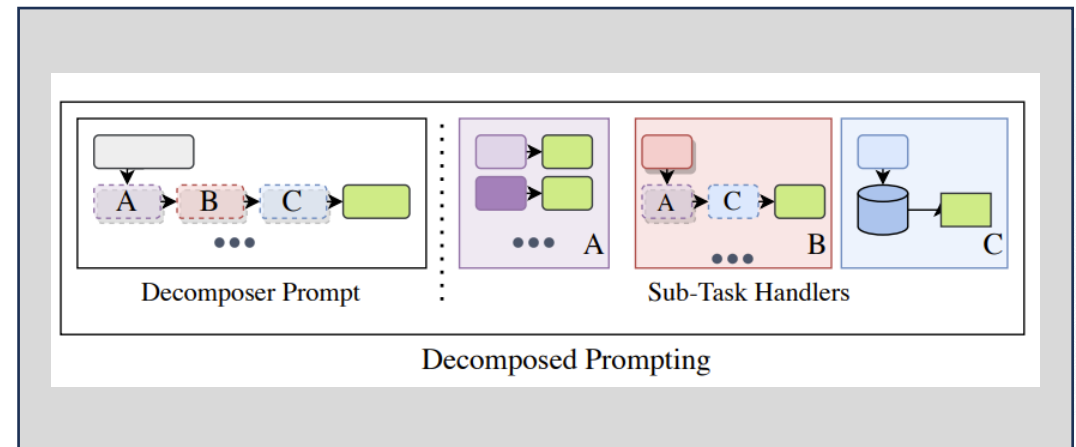 A B C
Decomposer Prompt
A
A C
B
C
Sub-Task Handlers
Decomposed Prompting